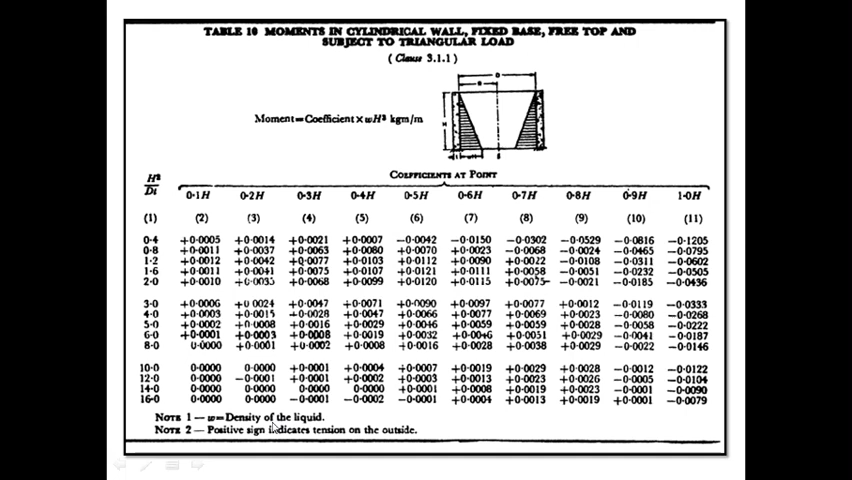 TABLE 10 MOMENTS IN CYLINDRICAL WALL, FIXED BASE, FREE TOP AND
SUBJECT TO TRIANGULAR LOAD
( Clause 3.1.1 )
D
R
Moment=Coefficient × wH³ kgm/m
H
COEFFICIENTS AT POINT
H²/Dt 0·1H 0·2H 0·3H 0·4H 0·5H 0·6H 0·7H 0·8H 0·9H 1·0H
(1) (2) (3) (4) (5) (6) (7) (8) (9) (10) (11)
0·4 +0·0005 +0·0014 +0·0021 +0·0007 −0·0042 −0·0150 −0·0302 −0·0529 −0·0816 −0·1205
0·8 +0·0011 +0·0037 +0·0063 +0·0080 +0·0070 +0·0023 −0·0068 −0·0024 −0·0465 −0·0795
1·2 +0·0012 +0·0042 +0·0077 +0·0103 +0·0112 +0·0090 +0·0022 −0·0108 −0·0311 −0·0602
1·6 +0·0011 +0·0041 +0·0075 +0·0107 +0·0121 +0·0111 +0·0058 −0·0051 −0·0232 −0·0505
2·0 +0·0010 +0·0035 +0·0068 +0·0099 +0·0120 +0·0115 +0·0075 −0·0021 −0·0185 −0·0436
3·0 +0·0006 +0·0024 +0·0047 +0·0071 +0·0090 +0·0097 +0·0077 +0·0012 −0·0119 −0·0333
4·0 +0·0003 +0·0015 +0·0028 +0·0047 +0·0066 +0·0077 +0·0069 +0·0023 −0·0080 −0·0268
5·0 +0·0002 +0·0008 +0·0016 +0·0029 +0·0046 +0·0059 +0·0059 +0·0028 −0·0058 −0·0222
6·0 +0·0001 +0·0003 +0·0008 +0·0019 +0·0032 +0·0046 +0·0051 +0·0029 −0·0041 −0·0187
8·0 0·0000 +0·0001 +0·0002 +0·0008 +0·0016 +0·0028 +0·0038 +0·0029 −0·0022 −0·0146
10·0 0·0000 0·0000 +0·0001 +0·0004 +0·0007 +0·0019 +0·0029 +0·0028 −0·0012 −0·0122
12·0 0·0000 −0·0001 +0·0001 +0·0002 +0·0003 +0·0013 +0·0023 +0·0026 −0·0005 −0·0104
14·0 0·0000 0·0000 0·0000 0·0000 +0·0001 +0·0008 +0·0019 +0·0023 −0·0001 −0·0090
16·0 0·0000 0·0000 −0·0001 −0·0002 −0·0001 +0·0004 +0·0013 +0·0019 +0·0001 −0·0079
NOTE 1 — w=Density of the liquid.
NOTE 2 — Positive sign indicates tension on the outside.